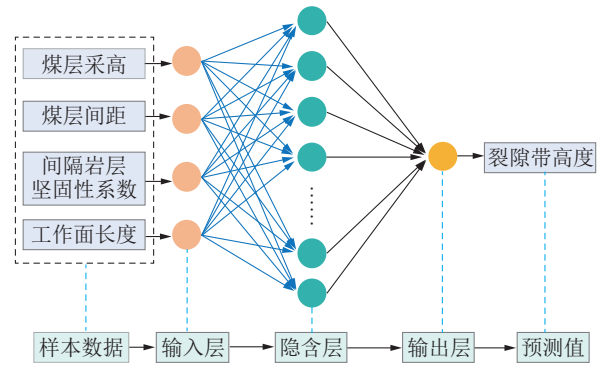 煤层采高
煤层间距
间隔岩层
坚固性系数
工作面长度
裂隙带高度
样本数据
输入层
隐含层
输出层
预测值